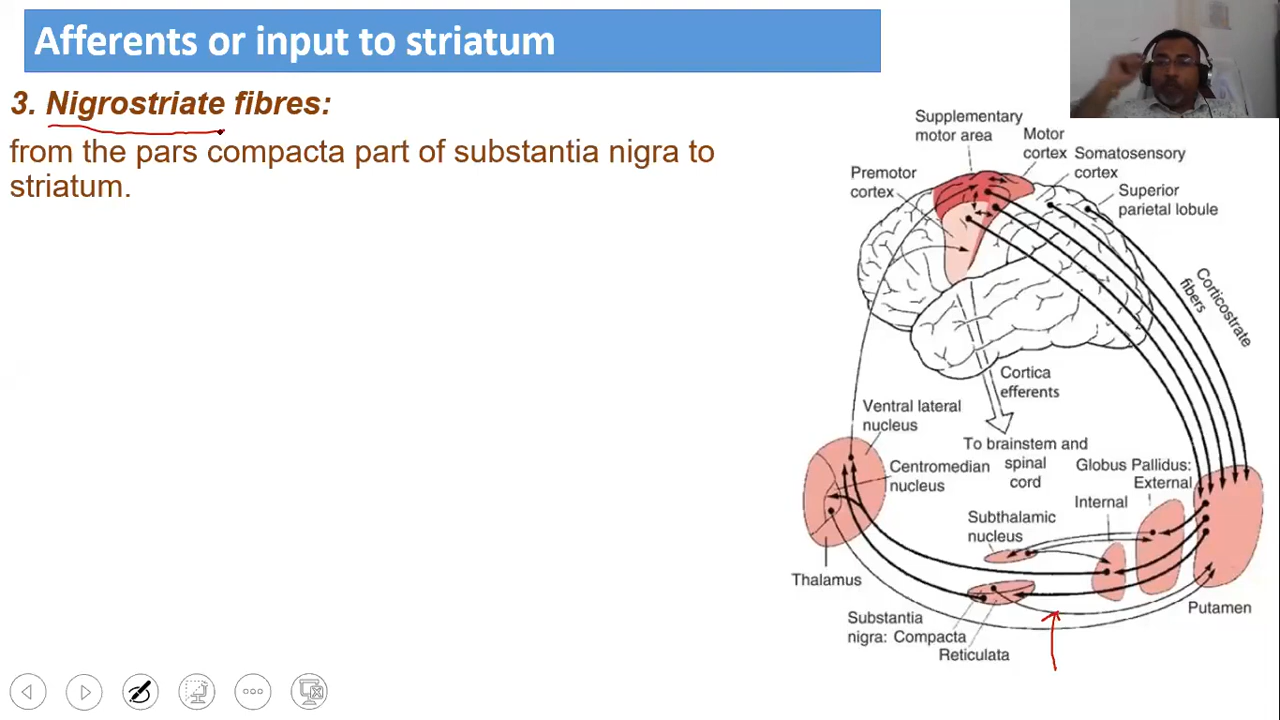 Afferents or input to striatum
3. Nigrostriate fibres:
from the pars compacta part of substantia nigra to
striatum.
Supplementary
motor area
Motor
cortex
Somatosensory
cortex
Premotor
cortex
Superior
parietal lobule
Corticostrate
fibers
Cortica
efferents
Ventral lateral
nucleus
To brainstem and
spinal
cord
Centromedian
nucleus
Globus Pallidus:
External
Internal
Subthalamic
nucleus
Thalamus
Putamen
Substantia
nigra: Compacta
Reticulata